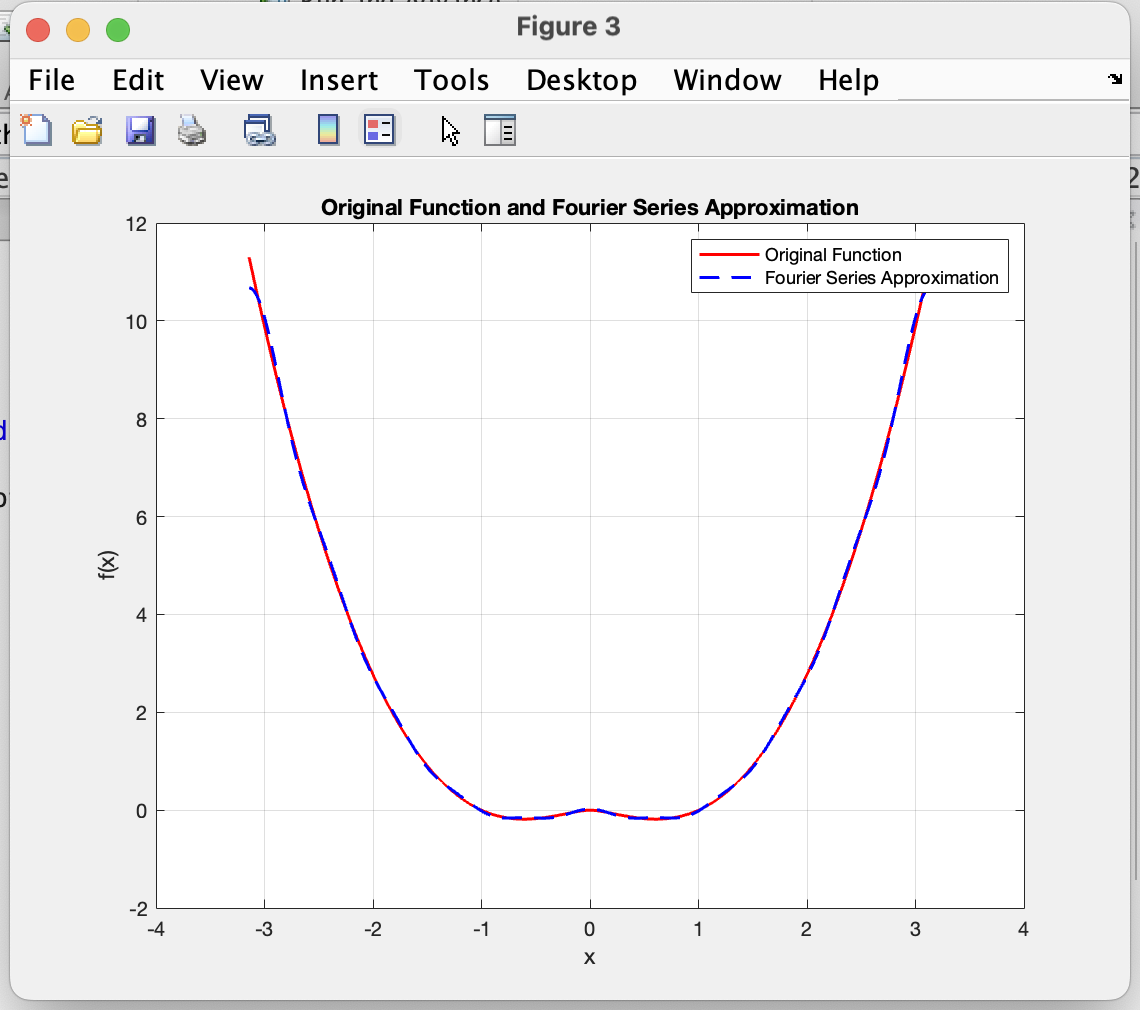 Figure 3
File Edit View Insert Tools Desktop Window Help
Original Function and Fourier Series Approximation
Original Function
Fourier Series Approximation
12
10
8
6
4
2
0
-2
f(x)
-4 -3 -2 -1 0 1 2 3 4
x